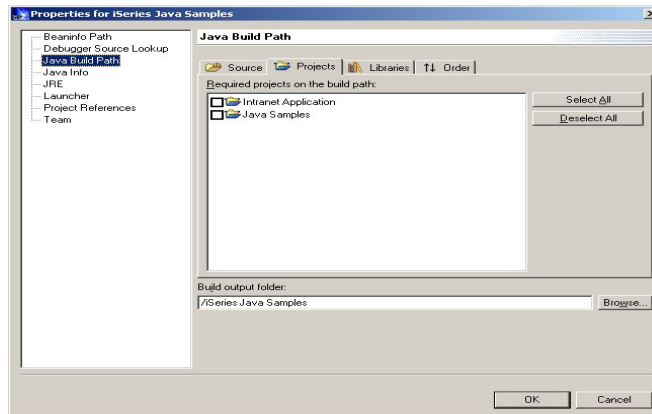 Properties for iSeries Java Samples
Beaninfo Path
Debugger Source Lookup
Java Build Path
Java Info
JRE
Launcher
Project References
Team
Java Build Path
Source
Projects
Libraries
Order
Required projects on the build path:
Intranet Application
Java Samples
Select All
Deselect All
Build output folder:
/iSeries Java Samples
Browse...
OK
Cancel